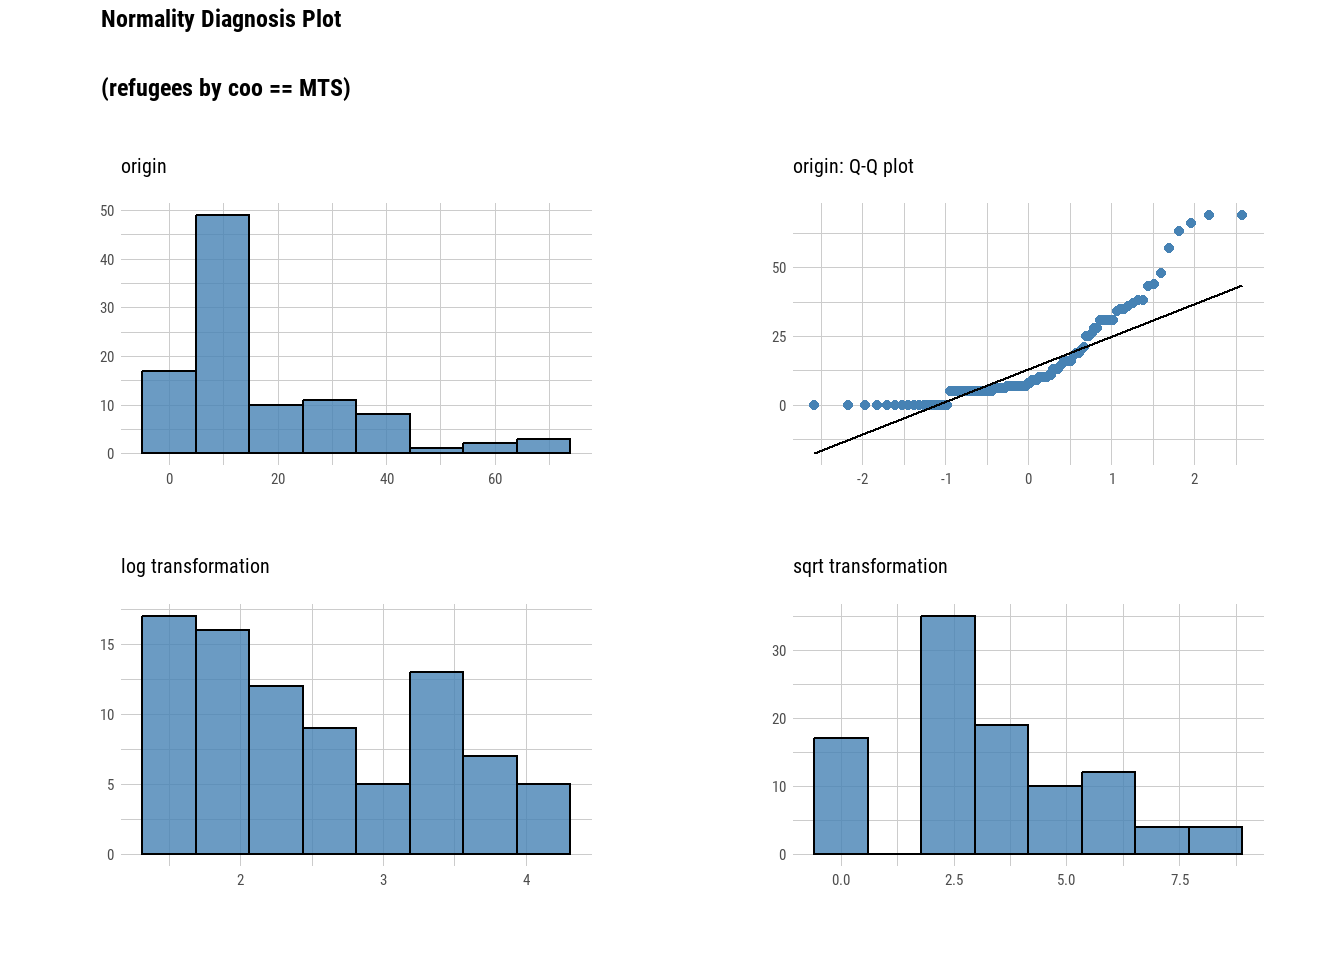 Normality Diagnosis Plot
(refugees by coo == MTS)
origin
50
40
30
20
10
0
0 20 40 60
origin: Q-Q plot
50
25
0
-2 -1 0 1 2
log transformation
15
10
5
0
2 3 4
sqrt transformation
30
20
10
0
0.0 2.5 5.0 7.5